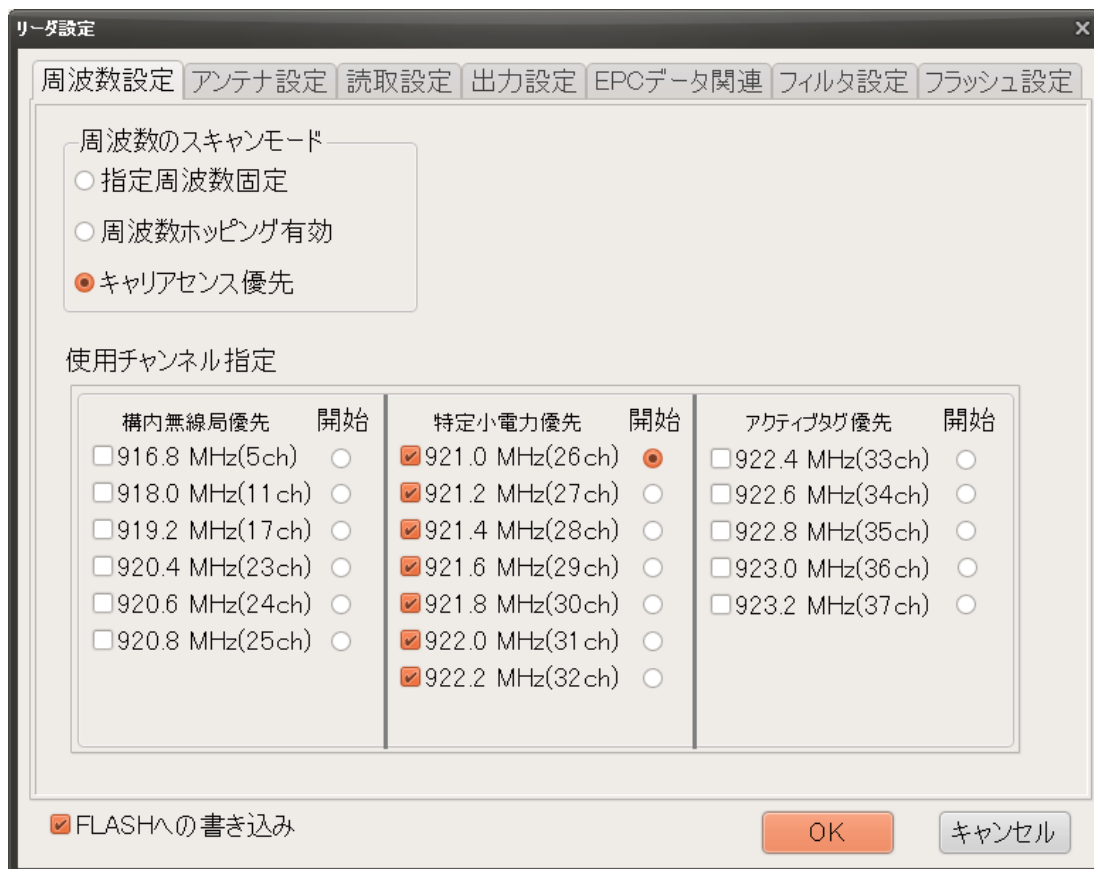 リーダ設定
周波数設定 アンテナ設定 読取設定 出力設定 EPCデータ関連 フィルタ設定 フラッシュ設定
周波数のスキャンモード
指定周波数固定
周波数ホッピング有効
キャリアセンス優先
使用チャンネル指定
構内無線局優先 開始
916.8 MHz(5ch)
918.0 MHz(11ch)
919.2 MHz(17ch)
920.4 MHz(23ch)
920.6 MHz(24ch)
920.8 MHz(25ch)
特定小電力優先 開始
921.0 MHz(26ch)
921.2 MHz(27ch)
921.4 MHz(28ch)
921.6 MHz(29ch)
921.8 MHz(30ch)
922.0 MHz(31ch)
922.2 MHz(32ch)
アクティブタグ優先 開始
922.4 MHz(33ch)
922.6 MHz(34ch)
922.8 MHz(35ch)
923.0 MHz(36ch)
923.2 MHz(37ch)
FLASHへの書き込み
OK キャンセル